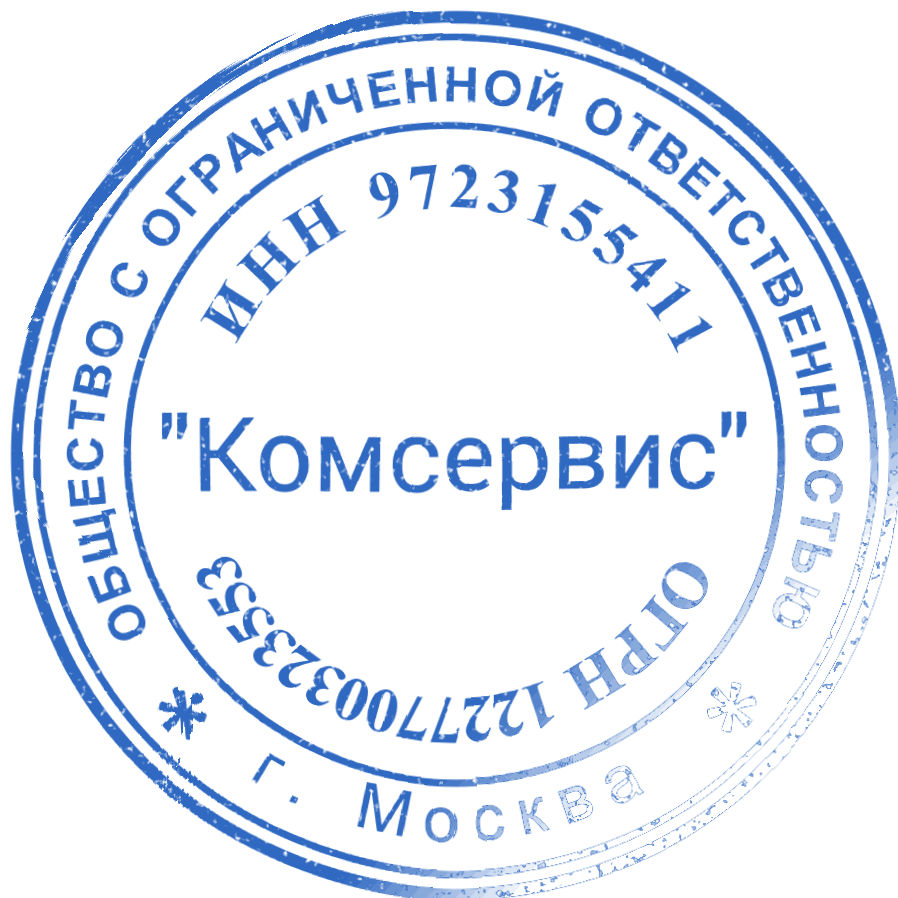 ОБЩЕСТВО С ОГРАНИЧЕННОЙ ОТВЕТСТВЕННОСТЬЮ
ИНН 9723155411
"Комсервис"
ОГРН 1227700323553
* г. Москва *